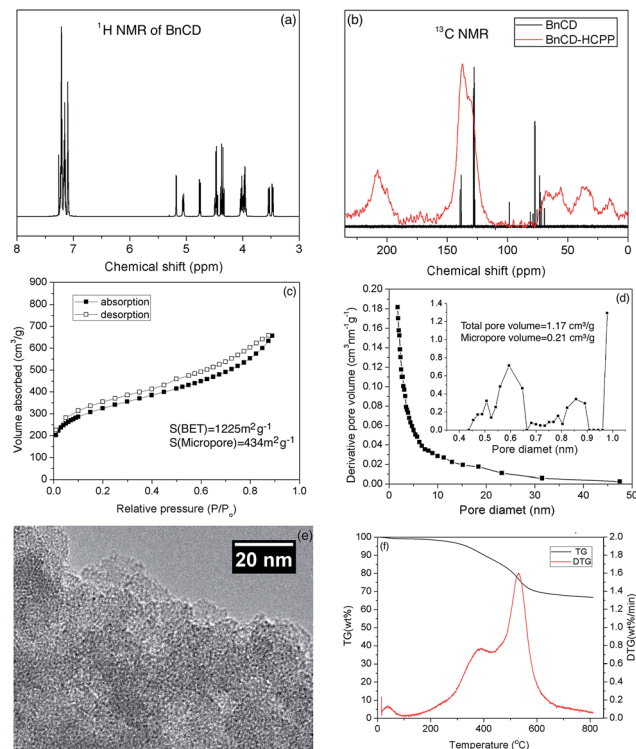 (a)
¹H NMR of BnCD
8 7 6 5 4 3
Chemical shift (ppm)
(b)
¹³C NMR
BnCD
BnCD-HCPP
200 150 100 50 0
Chemical shift (ppm)
(c)
absorption
desorption
900
800
700
600
500
400
300
200
100
0
Volume absorbed (cm³/g)
S(BET)=1225m²g⁻¹
S(Micropore)=434m²g⁻¹
0.0 0.2 0.4 0.6 0.8 1.0
Relative pressure (P/Pₒ)
(d)
0.20
0.18
0.16
0.14
0.12
0.10
0.08
0.06
0.04
0.02
0.00
Derivative pore volume (cm³nm⁻¹g⁻¹)
1.4
1.2
1.0
0.8
0.6
0.4
0.2
0.0
Total pore volume=1.17 cm³/g
Micropore volume=0.21 cm³/g
0.4 0.5 0.6 0.7 0.8 0.9 1.0
Pore diamet (nm)
0 10 20 30 40 50
Pore diamet (nm)
(e)
20 nm
(f)
TG
DTG
100
90
80
70
60
50
40
30
20
10
0
TG(wt%)
2.0
1.8
1.6
1.4
1.2
1.0
0.8
0.6
0.4
0.2
0.0
DTG(wt%/min)
0 200 400 600 800
Temperature (°C)